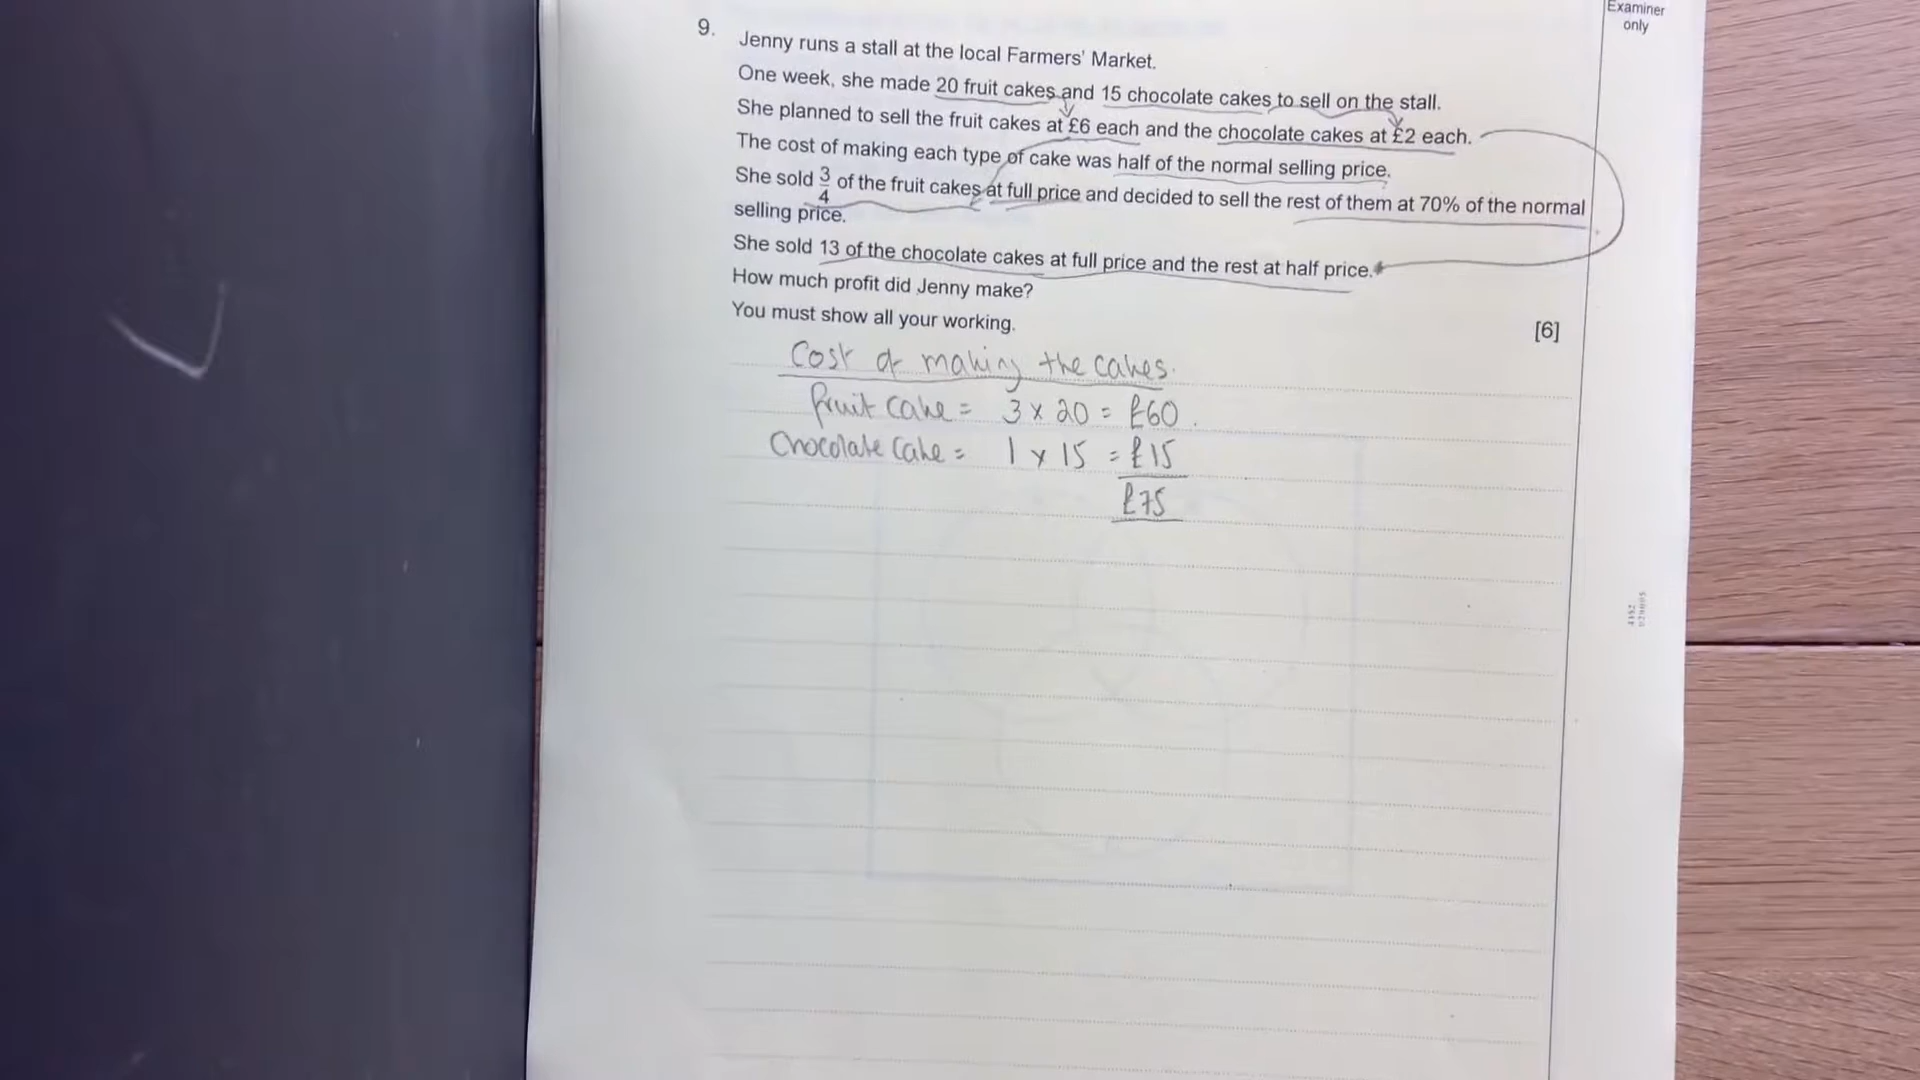 Examiner
only
9.
Jenny runs a stall at the local Farmers' Market.
One week, she made 20 fruit cakes and 15 chocolate cakes to sell on the stall.
She planned to sell the fruit cakes at £6 each and the chocolate cakes at £2 each.
The cost of making each type of cake was half of the normal selling price.
She sold 3/4 of the fruit cakes at full price and decided to sell the rest of them at 70% of the normal
selling price.
She sold 13 of the chocolate cakes at full price and the rest at half price.
How much profit did Jenny make?
You must show all your working.
[6]
Cost of making the cakes.
fruit cake = 3 x 20 = £60.
Chocolate cake = 1 x 15 = £15
£75